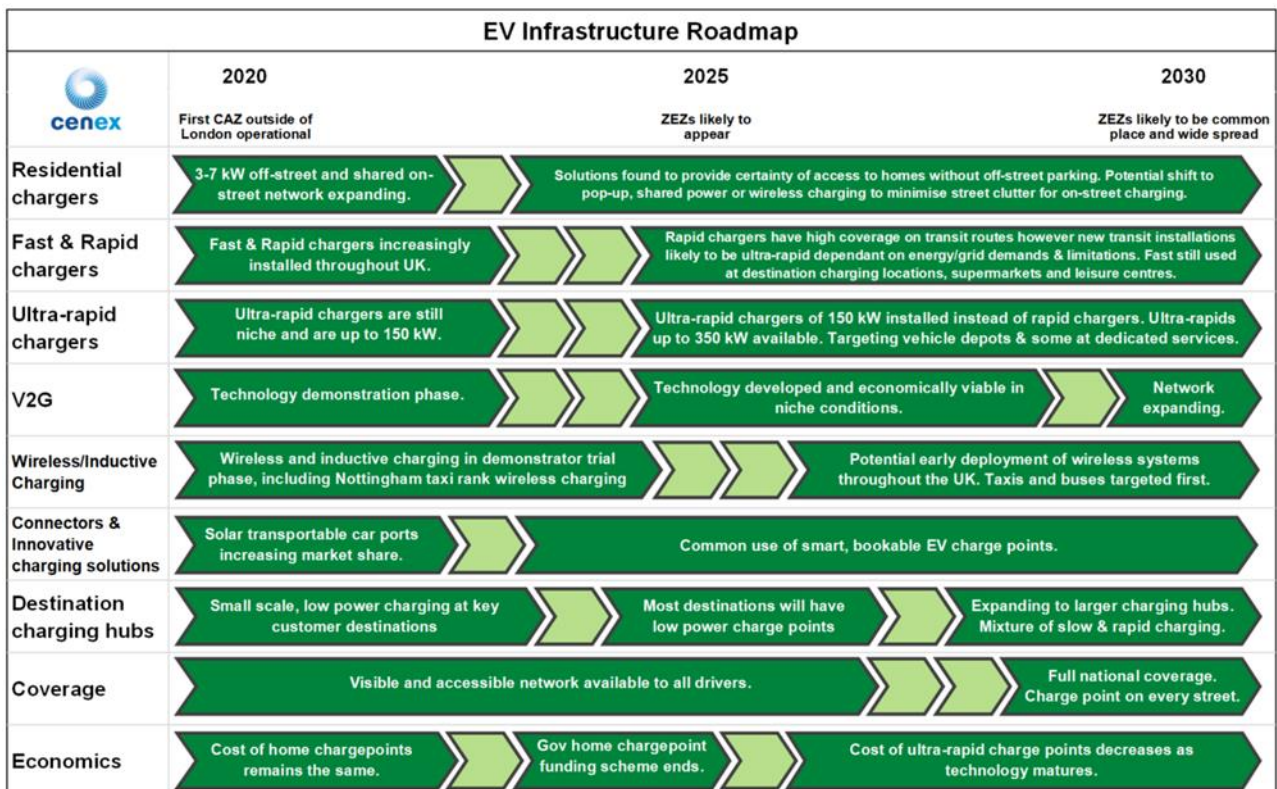 EV Infrastructure Roadmap
cenex
2020
2025
2030
First CAZ outside of
London operational
ZEZs likely to
appear
ZEZs likely to be common
place and wide spread
Residential
chargers
3-7 kW off-street and shared on-
street network expanding.
Solutions found to provide certainty of access to homes without off-street parking. Potential shift to
pop-up, shared power or wireless charging to minimise street clutter for on-street charging.
Fast & Rapid
chargers
Fast & Rapid chargers increasingly
installed throughout UK.
Rapid chargers have high coverage on transit routes however new transit installations
likely to be ultra-rapid dependant on energy/grid demands & limitations. Fast still used
at destination charging locations, supermarkets and leisure centres.
Ultra-rapid
chargers
Ultra-rapid chargers are still
niche and are up to 150 kW.
Ultra-rapid chargers of 150 kW installed instead of rapid chargers. Ultra-rapids
up to 350 kW available. Targeting vehicle depots & some at dedicated services.
V2G
Technology demonstration phase.
Technology developed and economically viable in
niche conditions.
Network
expanding.
Wireless/Inductive
Charging
Wireless and inductive charging in demonstrator trial
phase, including Nottingham taxi rank wireless charging
Potential early deployment of wireless systems
throughout the UK. Taxis and buses targeted first.
Connectors &
Innovative
charging solutions
Solar transportable car ports
increasing market share.
Common use of smart, bookable EV charge points.
Destination
charging hubs
Small scale, low power charging at key
customer destinations
Most destinations will have
low power charge points
Expanding to larger charging hubs.
Mixture of slow & rapid charging.
Coverage
Visible and accessible network available to all drivers.
Full national coverage.
Charge point on every street.
Economics
Cost of home chargepoints
remains the same.
Gov home chargepoint
funding scheme ends.
Cost of ultra-rapid charge points decreases as
technology matures.